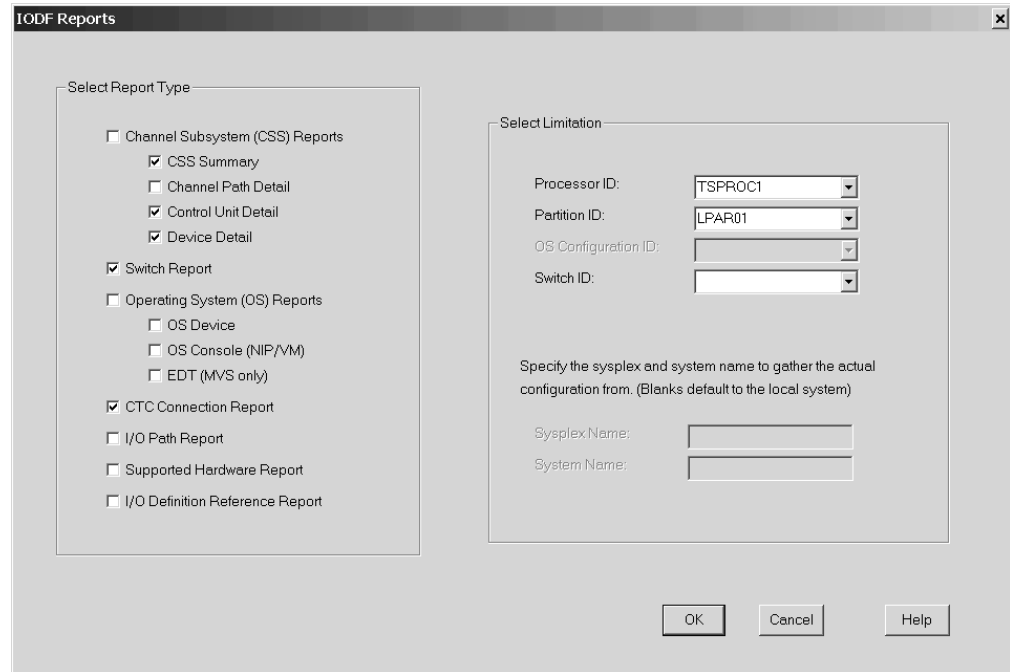 IODF Reports
Select Report Type
Channel Subsystem (CSS) Reports
CSS Summary
Channel Path Detail
Control Unit Detail
Device Detail
Switch Report
Operating System (OS) Reports
OS Device
OS Console (NIP/VM)
EDT (MVS only)
CTC Connection Report
I/O Path Report
Supported Hardware Report
I/O Definition Reference Report
Select Limitation
Processor ID: TSPROC1
Partition ID: LPAR01
OS Configuration ID:
Switch ID:
Specify the sysplex and system name to gather the actual
configuration from. (Blanks default to the local system)
Sysplex Name:
System Name:
OK Cancel Help